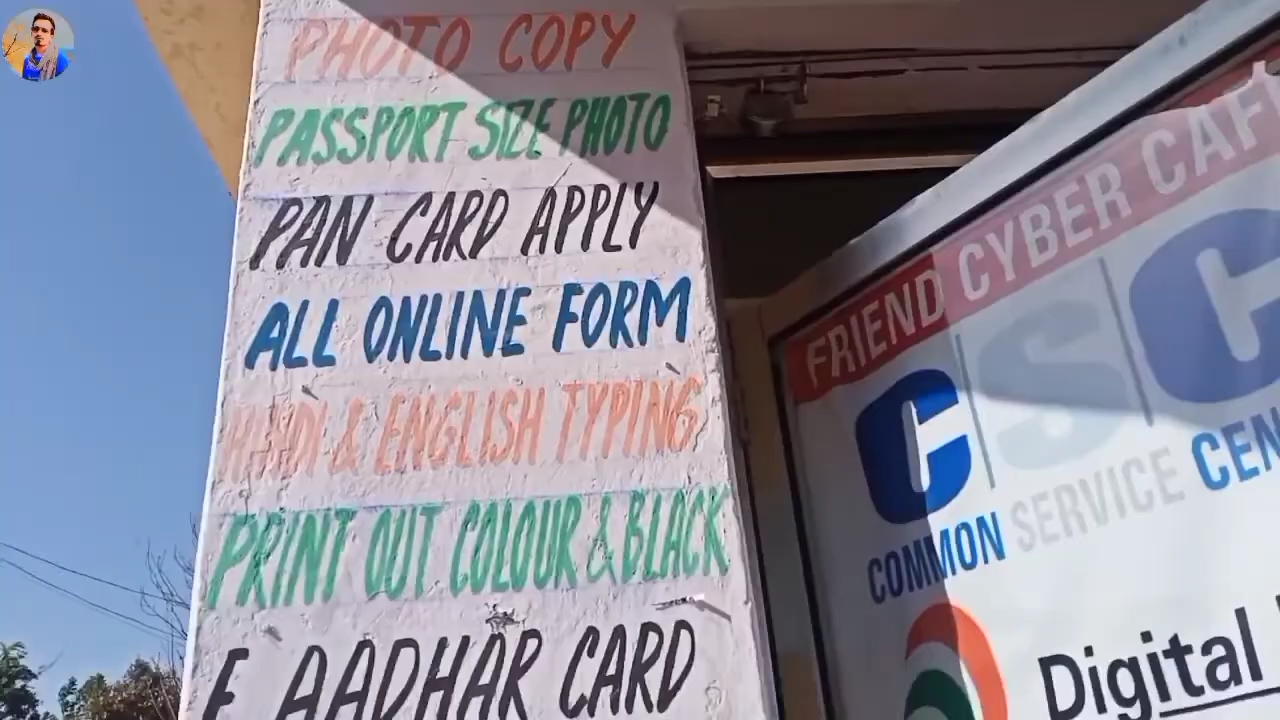 PHOTO COPY
PASSPORT SIZE PHOTO
PAN CARD APPLY
ALL ONLINE FORM
HINDI & ENGLISH TYPING
PRINT OUT COLOUR & BLACK
E AADHAR CARD
FRIEND CYBER CAF
CSC
COMMON SERVICE CEN
Digital